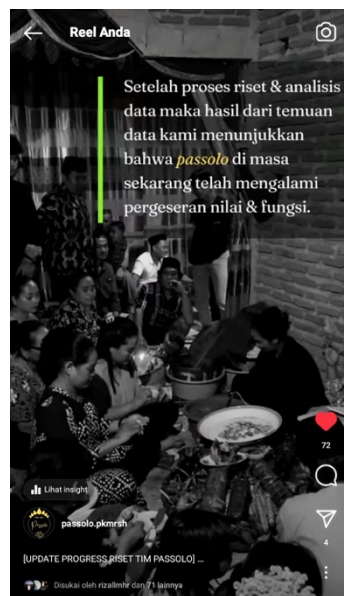 Reel Anda
Setelah proses riset & analisis
data maka hasil dari temuan
data kami menunjukkan
bahwa passolo di masa
sekarang telah mengalami
pergeseran nilai & fungsi.
72
Lihat insight
passolo.pkmrsh
4
[UPDATE PROGRESS RISET TIM PASSOLO] ...
Disukai oleh rizallmhr dan 71 lainnya